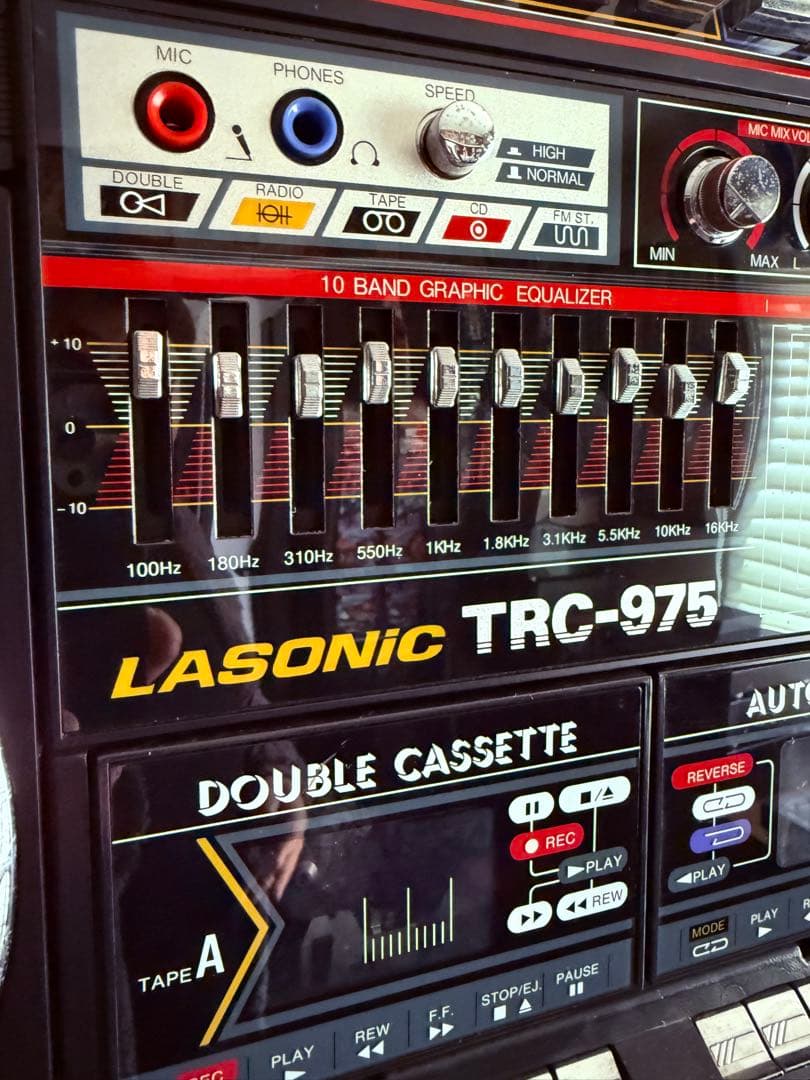 MIC
PHONES
SPEED
HIGH
NORMAL
DOUBLE
RADIO
TAPE
CD
FM ST.
MIC MIX VOL
MIN
MAX
L
10 BAND GRAPHIC EQUALIZER
+10
0
-10
100Hz 180Hz 310Hz 550Hz 1KHz 1.8KHz 3.1KHz 5.5KHz 10KHz 16KHz
LASONiC TRC-975
DOUBLE CASSETTE
REC
PLAY
REW
TAPE A
REC PLAY REW F.F. STOP/EJ. PAUSE
AUTO
REVERSE
PLAY
MODE PLAY